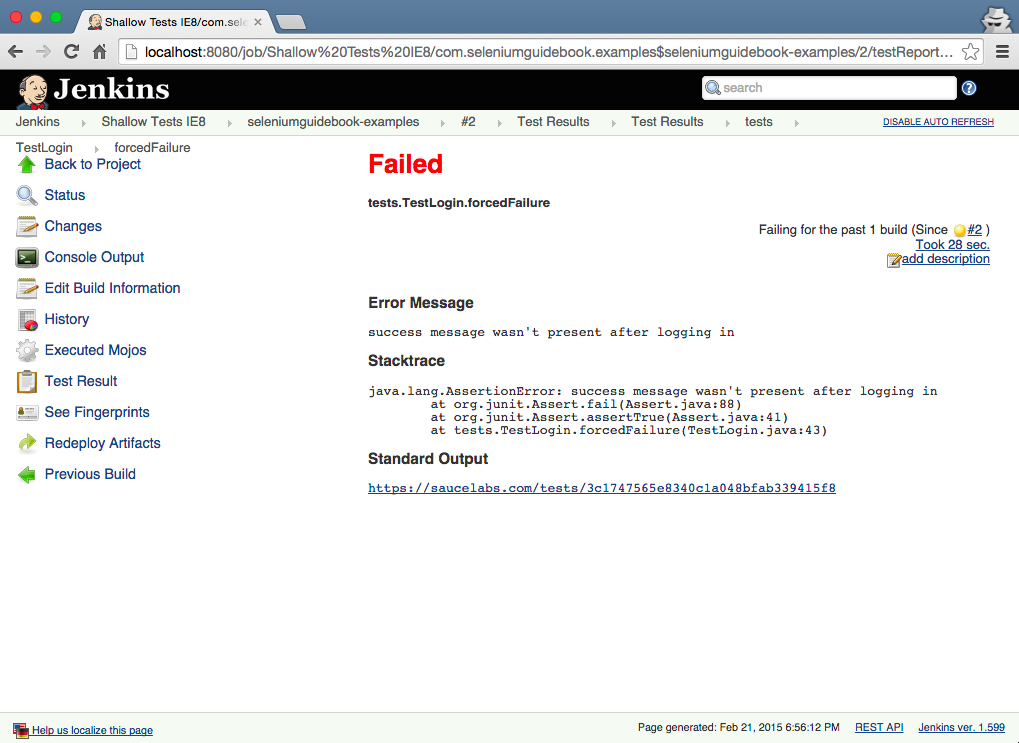 Shallow Tests IE8/com.sele
localhost:8080/job/Shallow%20Tests%20IE8/com.seleniumguidebook.examples$seleniumguidebook-examples/2/testReport...
Jenkins
search
Jenkins Shallow Tests IE8 seleniumguidebook-examples #2 Test Results Test Results tests DISABLE AUTO REFRESH
TestLogin forcedFailure
Back to Project
Status
Changes
Console Output
Edit Build Information
History
Executed Mojos
Test Result
See Fingerprints
Redeploy Artifacts
Previous Build
Failed
tests.TestLogin.forcedFailure
Failing for the past 1 build (Since #2 )
Took 28 sec.
add description
Error Message
success message wasn't present after logging in
Stacktrace
java.lang.AssertionError: success message wasn't present after logging in
at org.junit.Assert.fail(Assert.java:88)
at org.junit.Assert.assertTrue(Assert.java:41)
at tests.TestLogin.forcedFailure(TestLogin.java:43)
Standard Output
https://saucelabs.com/tests/3c1747565e8340c1a048bfab339415f8
Help us localize this page
Page generated: Feb 21, 2015 6:56:12 PM REST API Jenkins ver. 1.599